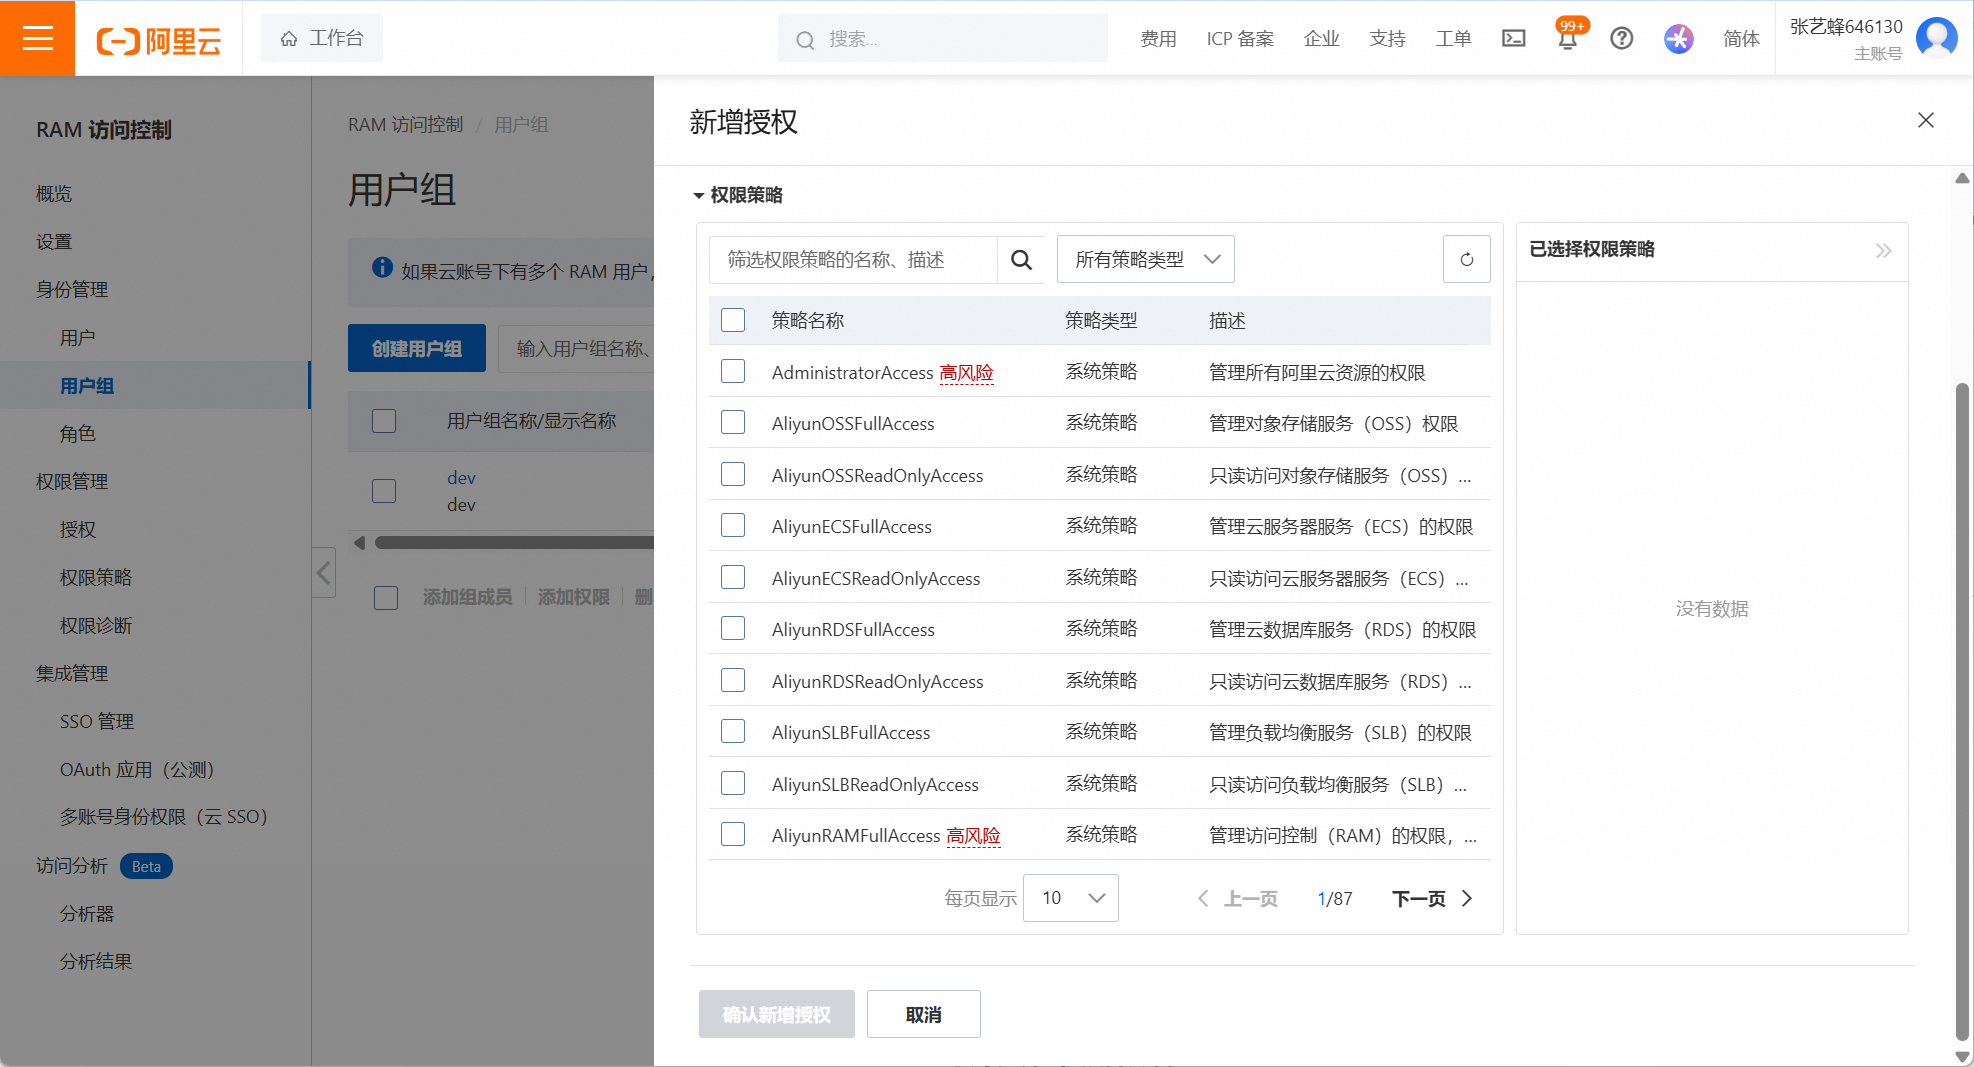 阿里云
工作台
搜索...
费用
ICP 备案
企业
支持
工单
99+
简体
张艺蜂646130
主账号
RAM 访问控制
概览
设置
身份管理
用户
用户组
角色
权限管理
授权
权限策略
权限诊断
集成管理
SSO 管理
OAuth 应用（公测）
多账号身份权限（云 SSO）
访问分析 Beta
分析器
分析结果
RAM 访问控制 / 用户组
用户组
如果云账号下有多个 RAM 用户，
创建用户组
输入用户组名称、
用户组名称/显示名称
dev
dev
添加组成员
添加权限
删
新增授权
权限策略
筛选权限策略的名称、描述
所有策略类型
策略名称 策略类型 描述
AdministratorAccess 高风险 系统策略 管理所有阿里云资源的权限
AliyunOSSFullAccess 系统策略 管理对象存储服务（OSS）权限
AliyunOSSReadOnlyAccess 系统策略 只读访问对象存储服务（OSS）...
AliyunECSFullAccess 系统策略 管理云服务器服务（ECS）的权限
AliyunECSReadOnlyAccess 系统策略 只读访问云服务器服务（ECS）...
AliyunRDSFullAccess 系统策略 管理云数据库服务（RDS）的权限
AliyunRDSReadOnlyAccess 系统策略 只读访问云数据库服务（RDS）...
AliyunSLBFullAccess 系统策略 管理负载均衡服务（SLB）的权限
AliyunSLBReadOnlyAccess 系统策略 只读访问负载均衡服务（SLB）...
AliyunRAMFullAccess 高风险 系统策略 管理访问控制（RAM）的权限，...
每页显示 10 上一页 1/87 下一页
已选择权限策略
没有数据
确认新增授权
取消